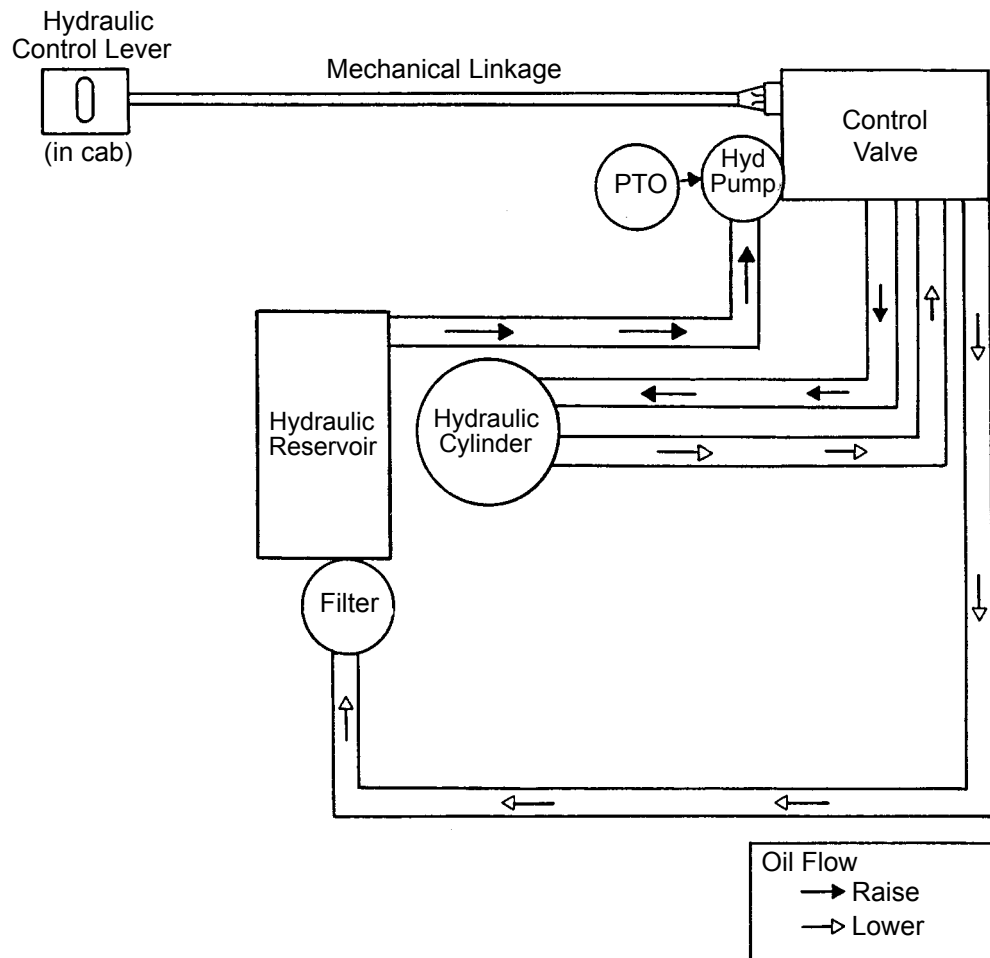 Hydraulic
Control Lever
(in cab)
Mechanical Linkage
Control
Valve
PTO
Hyd
Pump
Hydraulic
Reservoir
Hydraulic
Cylinder
Filter
Oil Flow
Raise
Lower